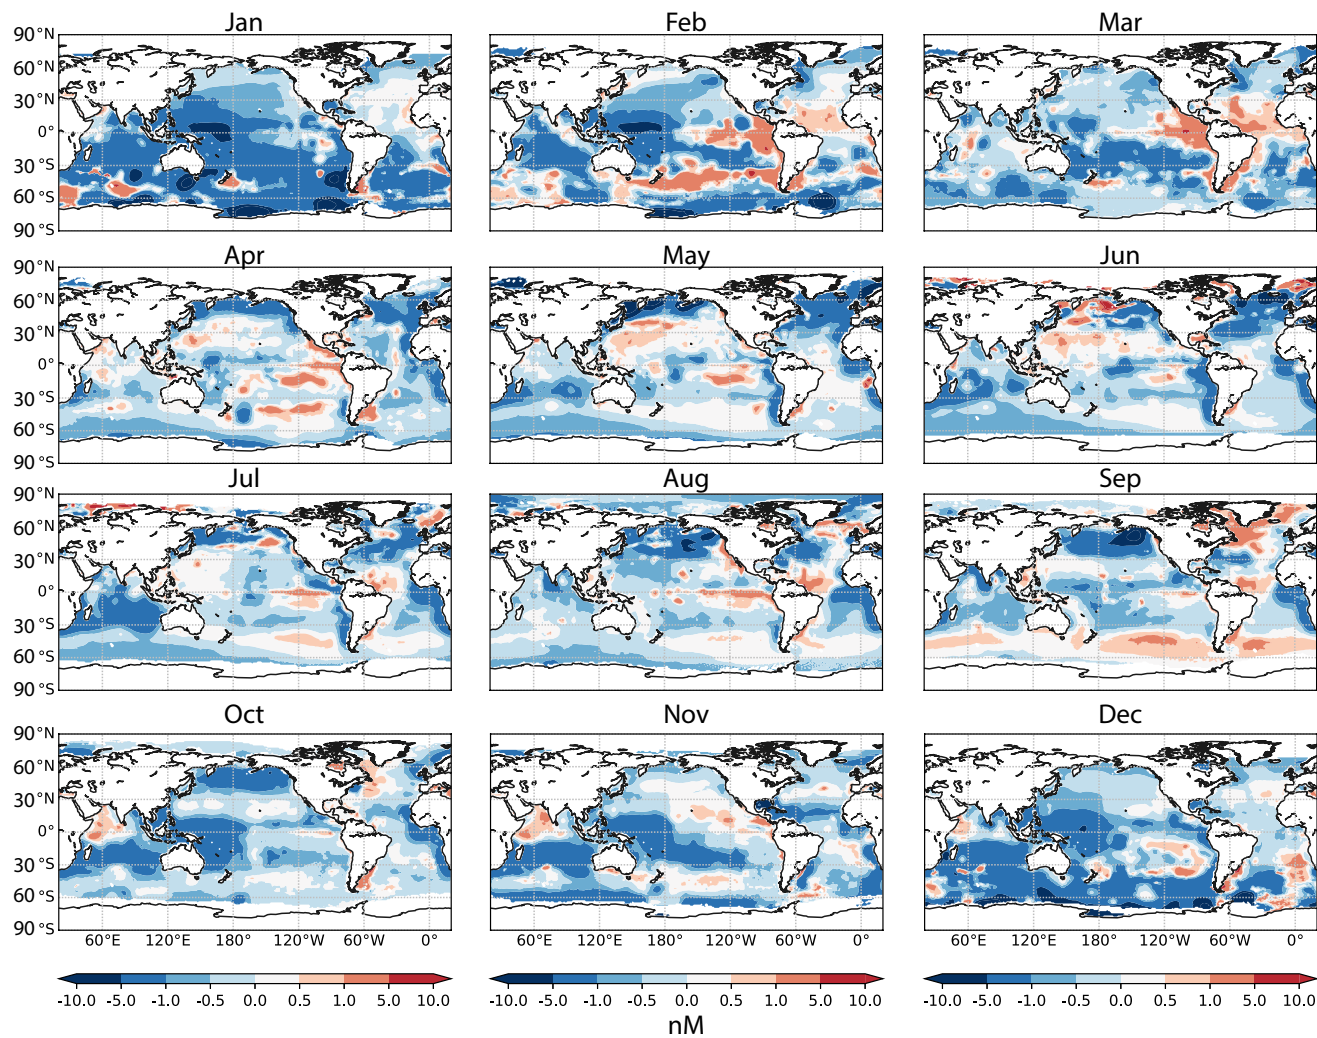 Jan Feb Mar
90°N
60°N
30°N
0°
30°S
60°S
90°S
Apr May Jun
90°N
60°N
30°N
0°
30°S
60°S
90°S
Jul Aug Sep
90°N
60°N
30°N
0°
30°S
60°S
90°S
Oct Nov Dec
90°N
60°N
30°N
0°
30°S
60°S
90°S
60°E 120°E 180° 120°W 60°W 0° 60°E 120°E 180° 120°W 60°W 0° 60°E 120°E 180° 120°W 60°W 0°
-10.0 -5.0 -1.0 -0.5 0.0 0.5 1.0 5.0 10.0 -10.0 -5.0 -1.0 -0.5 0.0 0.5 1.0 5.0 10.0 -10.0 -5.0 -1.0 -0.5 0.0 0.5 1.0 5.0 10.0
nM